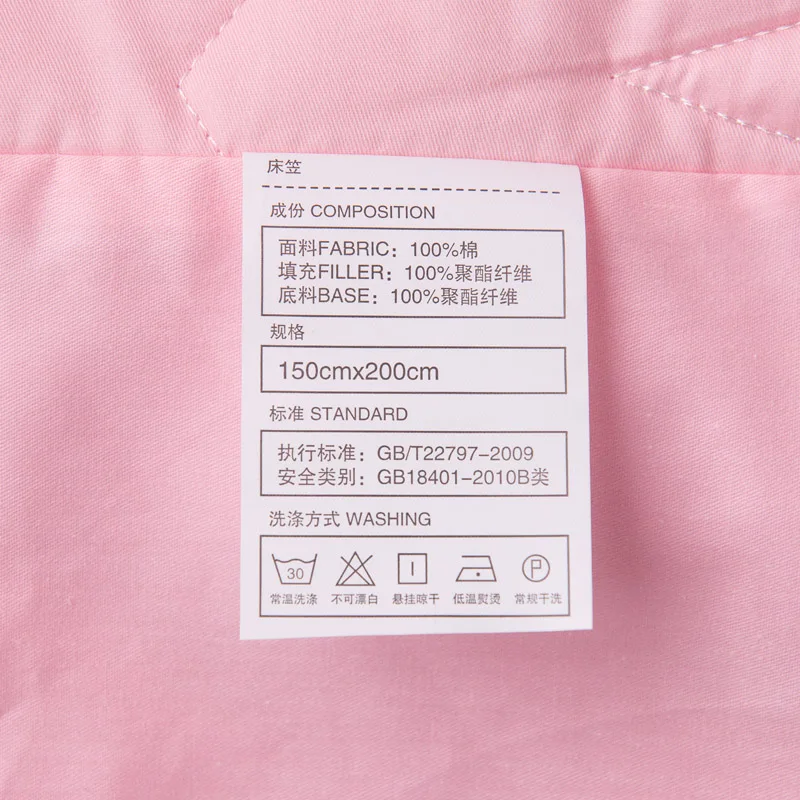 床笠
成份 COMPOSITION
面料FABRIC：100%棉
填充FILLER：100%聚酯纤维
底料BASE：100%聚酯纤维
规格
150cmx200cm
标准 STANDARD
执行标准：GB/T22797-2009
安全类别：GB18401-2010B类
洗涤方式 WASHING
30 P
常温洗涤 不可漂白 悬挂晾干 低温熨烫 常规干洗